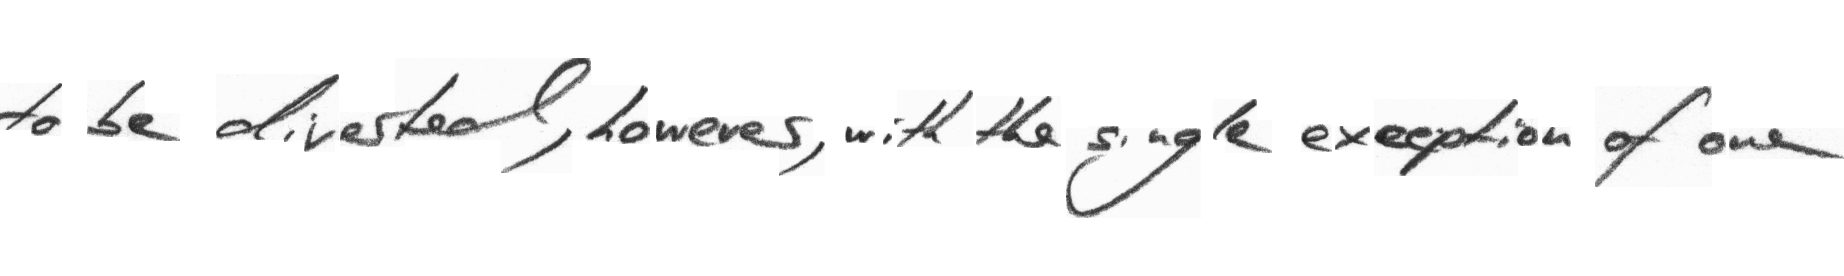 to be divested, however, with the single exception of one